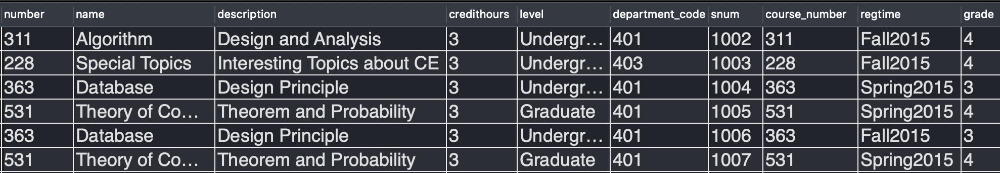 number name description credithours level department_code snum course_number regtime grade
311 Algorithm Design and Analysis 3 Undergr... 401 1002 311 Fall2015 4
228 Special Topics Interesting Topics about CE 3 Undergr... 403 1003 228 Fall2015 4
363 Database Design Principle 3 Undergr... 401 1004 363 Spring2015 3
531 Theory of Co... Theorem and Probability 3 Graduate 401 1005 531 Spring2015 4
363 Database Design Principle 3 Undergr... 401 1006 363 Fall2015 3
531 Theory of Co... Theorem and Probability 3 Graduate 401 1007 531 Spring2015 4